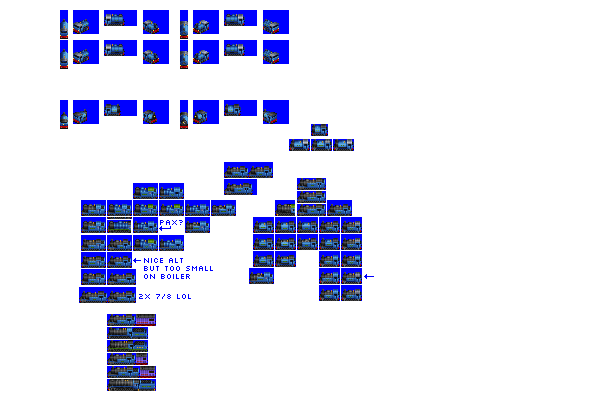 PAX?
NICE ALT
BUT TOO SMALL
ON BOILER
2X 7/8 LOL